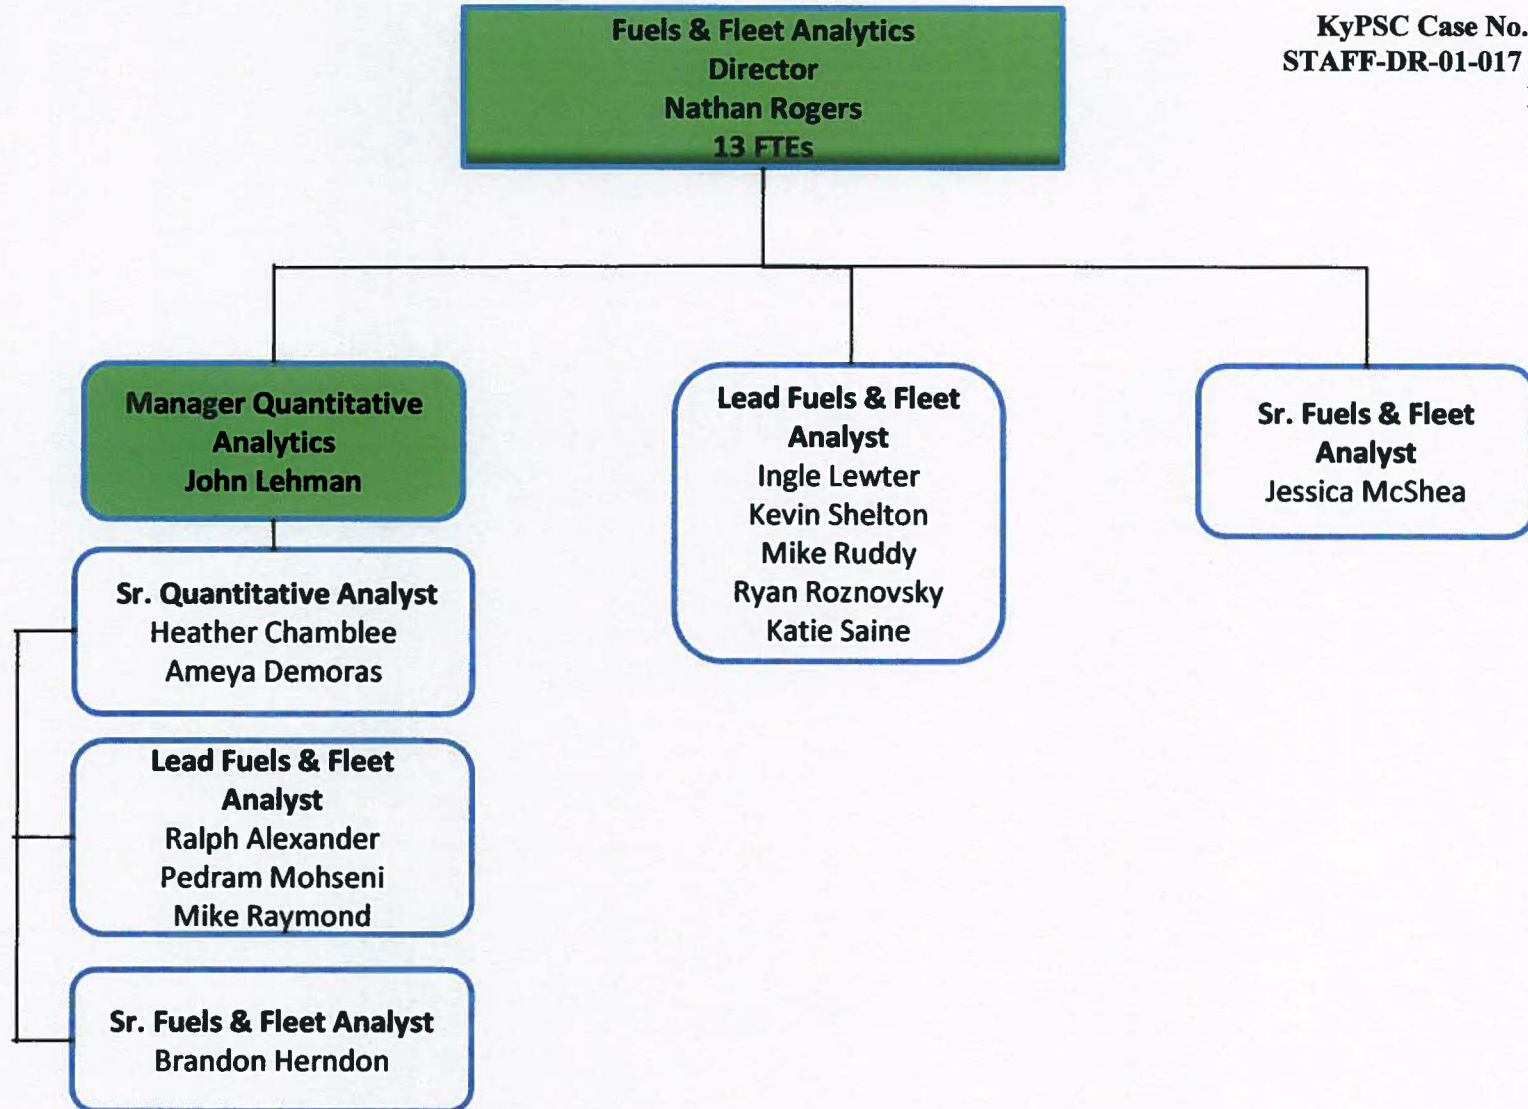 KyPSC Case No.
STAFF-DR-01-017
Fuels & Fleet Analytics
Director
Nathan Rogers
13 FTEs
Manager Quantitative
Analytics
John Lehman
Sr. Quantitative Analyst
Heather Chamblee
Ameya Demoras
Lead Fuels & Fleet
Analyst
Ralph Alexander
Pedram Mohseni
Mike Raymond
Sr. Fuels & Fleet Analyst
Brandon Herndon
Lead Fuels & Fleet
Analyst
Ingle Lewter
Kevin Shelton
Mike Ruddy
Ryan Roznovsky
Katie Saine
Sr. Fuels & Fleet
Analyst
Jessica McShea